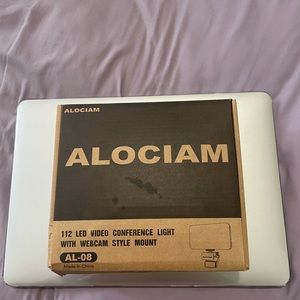 ALOCIAM
ALOCIAM
112 LED VIDEO CONFERENCE LIGHT
WITH WEBCAM STYLE MOUNT
AL-08
Made in China